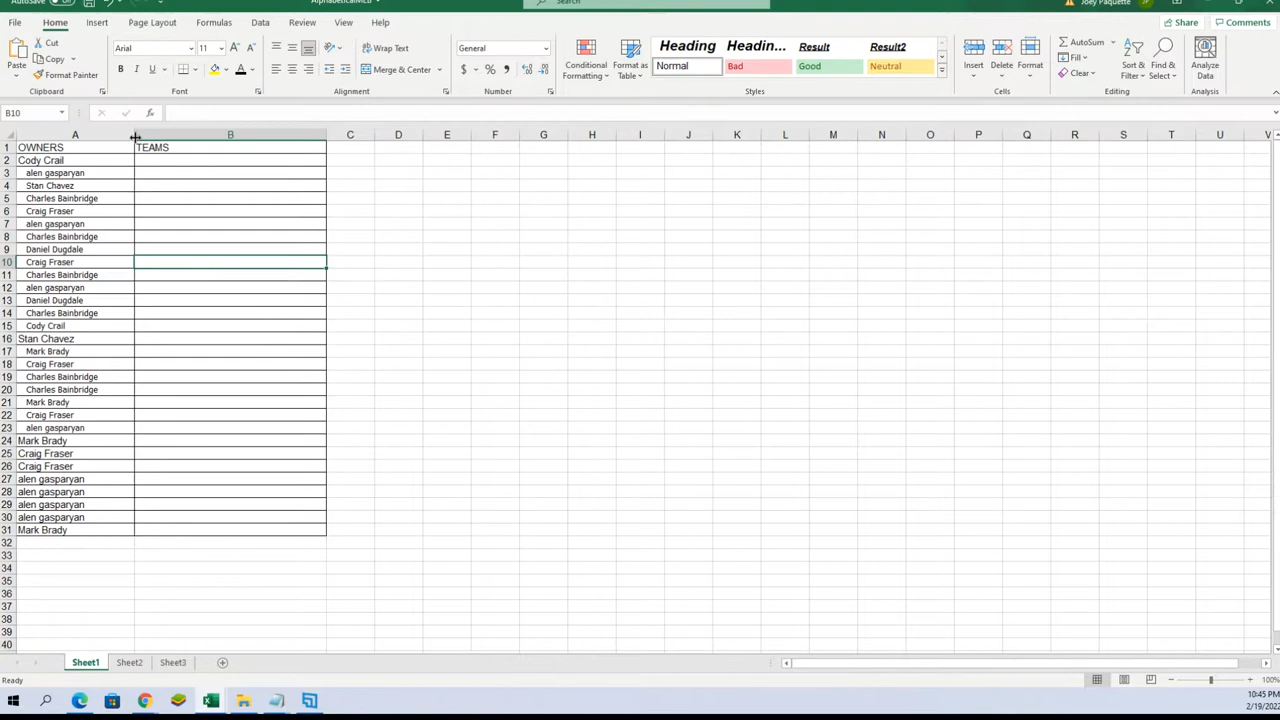 AutoSave Off AlphabeticalMLB Search Joey Paquette JP
File Home Insert Page Layout Formulas Data Review View Help Share Comments
Paste Cut Copy Format Painter Clipboard
Arial 11 B I U A Font
Wrap Text Merge & Center Alignment
General $ % Number
Conditional Formatting Format as Table
Heading Headin... Result Result2
Normal Bad Good Neutral Styles
Insert Delete Format Cells
AutoSum Fill Clear Sort & Filter Find & Select Editing
Analyze Data Analysis
B10 fx
A B C D E F G H I J K L M N O P Q R S T U V
1 OWNERS TEAMS
2 Cody Crail
3 alen gasparyan
4 Stan Chavez
5 Charles Bainbridge
6 Craig Fraser
7 alen gasparyan
8 Charles Bainbridge
9 Daniel Dugdale
10 Craig Fraser
11 Charles Bainbridge
12 alen gasparyan
13 Daniel Dugdale
14 Charles Bainbridge
15 Cody Crail
16 Stan Chavez
17 Mark Brady
18 Craig Fraser
19 Charles Bainbridge
20 Charles Bainbridge
21 Mark Brady
22 Craig Fraser
23 alen gasparyan
24 Mark Brady
25 Craig Fraser
26 Craig Fraser
27 alen gasparyan
28 alen gasparyan
29 alen gasparyan
30 alen gasparyan
31 Mark Brady
32
33
34
35
36
37
38
39
40
Sheet1 Sheet2 Sheet3
Ready 100%
10:45 PM
2/19/2022